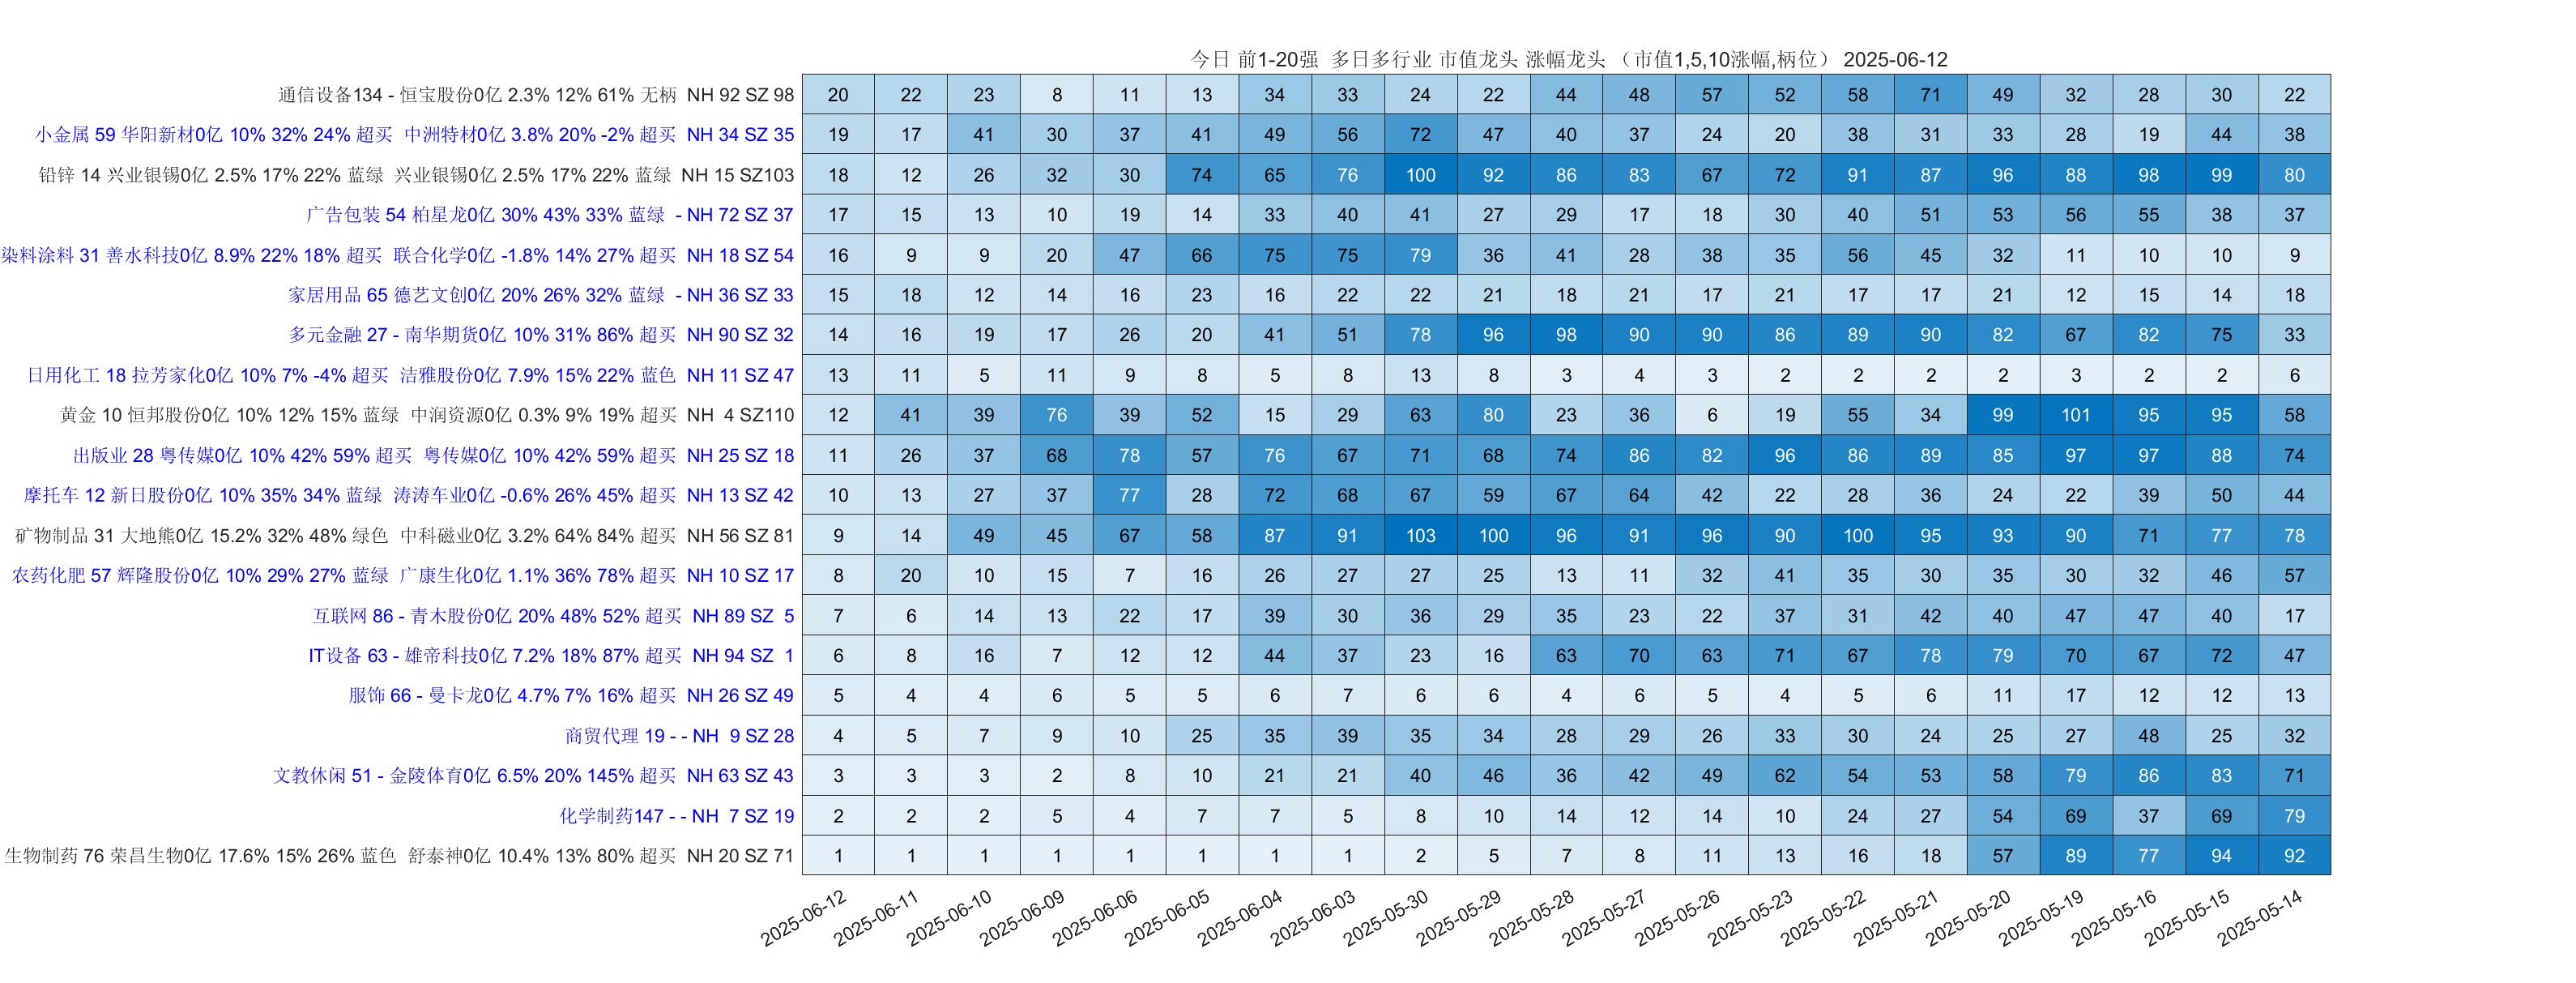 今日 前1-20强 多日多行业 市值龙头 涨幅龙头 （市值1,5,10涨幅,柄位） 2025-06-12
通信设备134 - 恒宝股份0亿 2.3% 12% 61% 无柄 NH 92 SZ 98 20 22 23 8 11 13 34 33 24 22 44 48 57 52 58 71 49 32 28 30 22
小金属 59 华阳新材0亿 10% 32% 24% 超买 中洲特材0亿 3.8% 20% -2% 超买 NH 34 SZ 35 19 17 41 30 37 41 49 56 72 47 40 37 24 20 38 31 33 28 19 44 38
铅锌 14 兴业银锡0亿 2.5% 17% 22% 蓝绿 兴业银锡0亿 2.5% 17% 22% 蓝绿 NH 15 SZ103 18 12 26 32 30 74 65 76 100 92 86 83 67 72 91 87 96 88 98 99 80
广告包装 54 柏星龙0亿 30% 43% 33% 蓝绿 - NH 72 SZ 37 17 15 13 10 19 14 33 40 41 27 29 17 18 30 40 51 53 56 55 38 37
染料涂料 31 善水科技0亿 8.9% 22% 18% 超买 联合化学0亿 -1.8% 14% 27% 超买 NH 18 SZ 54 16 9 9 20 47 66 75 75 79 36 41 28 38 35 56 45 32 11 10 10 9
家居用品 65 德艺文创0亿 20% 26% 32% 蓝绿 - NH 36 SZ 33 15 18 12 14 16 23 16 22 22 21 18 21 17 21 17 17 21 12 15 14 18
多元金融 27 - 南华期货0亿 10% 31% 86% 超买 NH 90 SZ 32 14 16 19 17 26 20 41 51 78 96 98 90 90 86 89 90 82 67 82 75 33
日用化工 18 拉芳家化0亿 10% 7% -4% 超买 洁雅股份0亿 7.9% 15% 22% 蓝色 NH 11 SZ 47 13 11 5 11 9 8 5 8 13 8 3 4 3 2 2 2 2 3 2 2 6
黄金 10 恒邦股份0亿 10% 12% 15% 蓝绿 中润资源0亿 0.3% 9% 19% 超买 NH 4 SZ110 12 41 39 76 39 52 15 29 63 80 23 36 6 19 55 34 99 101 95 95 58
出版业 28 粤传媒0亿 10% 42% 59% 超买 粤传媒0亿 10% 42% 59% 超买 NH 25 SZ 18 11 26 37 68 78 57 76 67 71 68 74 86 82 96 86 89 85 97 97 88 74
摩托车 12 新日股份0亿 10% 35% 34% 蓝绿 涛涛车业0亿 -0.6% 26% 45% 超买 NH 13 SZ 42 10 13 27 37 77 28 72 68 67 59 67 64 42 22 28 36 24 22 39 50 44
矿物制品 31 大地熊0亿 15.2% 32% 48% 绿色 中科磁业0亿 3.2% 64% 84% 超买 NH 56 SZ 81 9 14 49 45 67 58 87 91 103 100 96 91 96 90 100 95 93 90 71 77 78
农药化肥 57 辉隆股份0亿 10% 29% 27% 蓝绿 广康生化0亿 1.1% 36% 78% 超买 NH 10 SZ 17 8 20 10 15 7 16 26 27 27 25 13 11 32 41 35 30 35 30 32 46 57
互联网 86 - 青木股份0亿 20% 48% 52% 超买 NH 89 SZ 5 7 6 14 13 22 17 39 30 36 29 35 23 22 37 31 42 40 47 47 40 17
IT设备 63 - 雄帝科技0亿 7.2% 18% 87% 超买 NH 94 SZ 1 6 8 16 7 12 12 44 37 23 16 63 70 63 71 67 78 79 70 67 72 47
服饰 66 - 曼卡龙0亿 4.7% 7% 16% 超买 NH 26 SZ 49 5 4 4 6 5 5 6 7 6 6 4 6 5 4 5 6 11 17 12 12 13
商贸代理 19 - - NH 9 SZ 28 4 5 7 9 10 25 35 39 35 34 28 29 26 33 30 24 25 27 48 25 32
文教休闲 51 - 金陵体育0亿 6.5% 20% 145% 超买 NH 63 SZ 43 3 3 3 2 8 10 21 21 40 46 36 42 49 62 54 53 58 79 86 83 71
化学制药147 - - NH 7 SZ 19 2 2 2 5 4 7 7 5 8 10 14 12 14 10 24 27 54 69 37 69 79
生物制药 76 荣昌生物0亿 17.6% 15% 26% 蓝色 舒泰神0亿 10.4% 13% 80% 超买 NH 20 SZ 71 1 1 1 1 1 1 1 1 2 5 7 8 11 13 16 18 57 89 77 94 92
2025-06-12 2025-06-11 2025-06-10 2025-06-09 2025-06-06 2025-06-05 2025-06-04 2025-06-03 2025-05-30 2025-05-29 2025-05-28 2025-05-27 2025-05-26 2025-05-23 2025-05-22 2025-05-21 2025-05-20 2025-05-19 2025-05-16 2025-05-15 2025-05-14